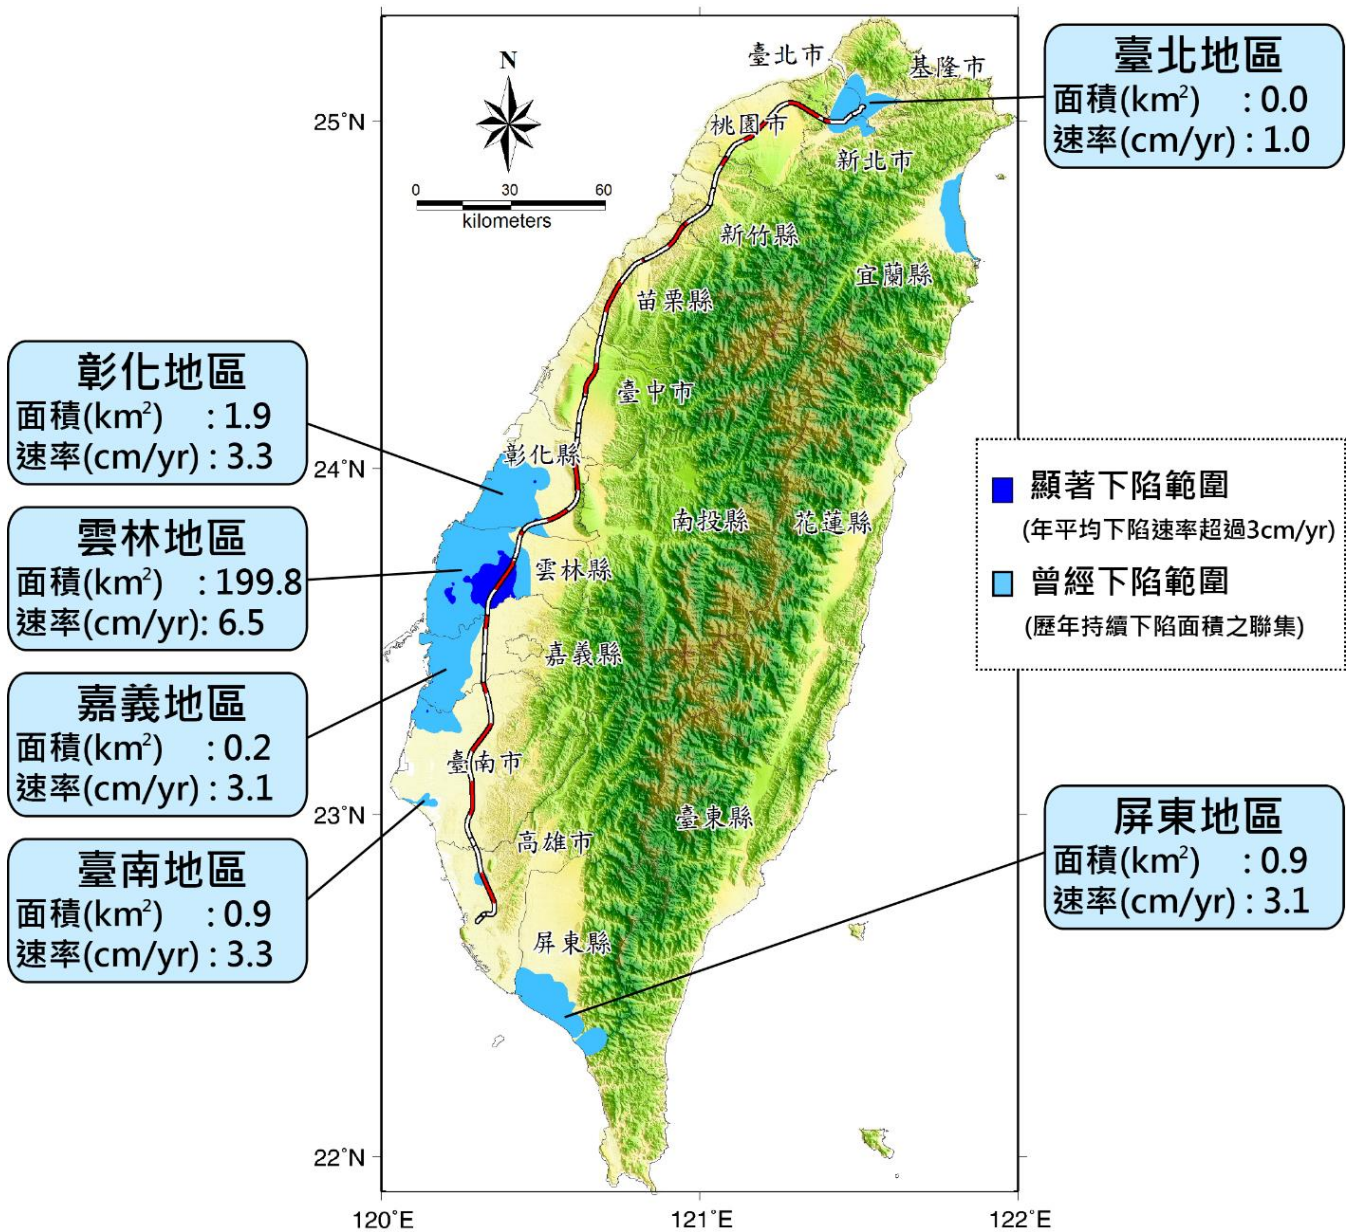 臺北地區
面積(km²) : 0.0
速率(cm/yr) : 1.0
彰化地區
面積(km²) : 1.9
速率(cm/yr) : 3.3
雲林地區
面積(km²) : 199.8
速率(cm/yr): 6.5
嘉義地區
面積(km²) : 0.2
速率(cm/yr) : 3.1
臺南地區
面積(km²) : 0.9
速率(cm/yr) : 3.3
屏東地區
面積(km²) : 0.9
速率(cm/yr) : 3.1
顯著下陷範圍
(年平均下陷速率超過3cm/yr)
曾經下陷範圍
(歷年持續下陷面積之聯集)
N
0 30 60
kilometers
臺北市
基隆市
桃園市
新北市
新竹縣
宜蘭縣
苗栗縣
臺中市
彰化縣
南投縣
花蓮縣
雲林縣
嘉義縣
臺南市
臺東縣
高雄市
屏東縣
25°N
24°N
23°N
22°N
120°E
121°E
122°E